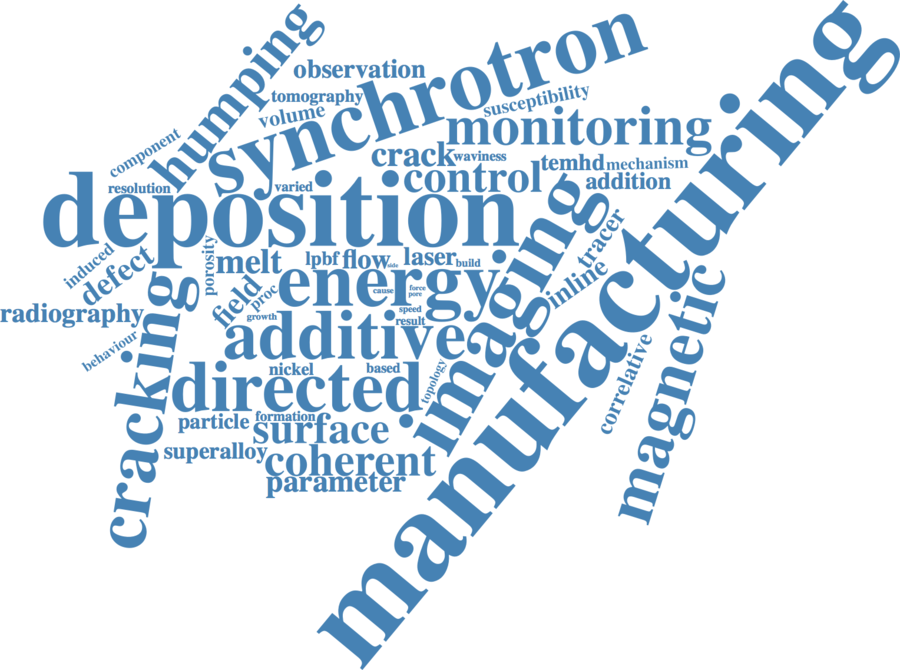 manufacturing
humping
synchrotron
observation
tomography
volume
susceptibility
monitoring
component
crack
waviness
temhd
mechanism
resolution
varied
control
addition
deposition
imaging
tracer
induced
defect
porosity
melt
lpbf
flow
side
laser
build
inline
magnetic
field
proc
energy
cause
force
pore
radiography
cracking
growth
speed
result
additive
behaviour
nickel
based
topology
correlative
directed
particle
formation
surface
superalloy
coherent
parameter